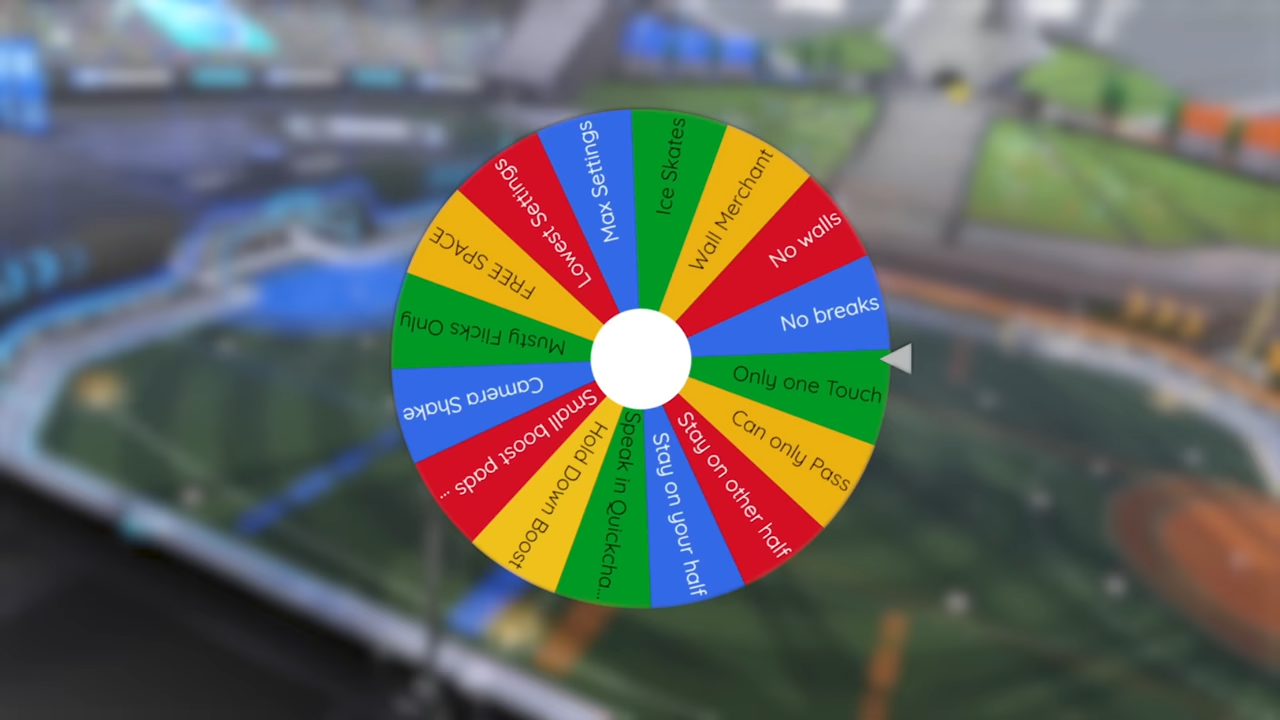 Ice Skates
Wall Merchant
No walls
No breaks
Only one Touch
Can only Pass
Stay on other half
Stay on your half
Speak in Quickcha...
Hold Down Boost
Small boost pads ...
Camera Shake
Musty Flicks Only
FREE SPACE
Lowest Settings
Max Settings